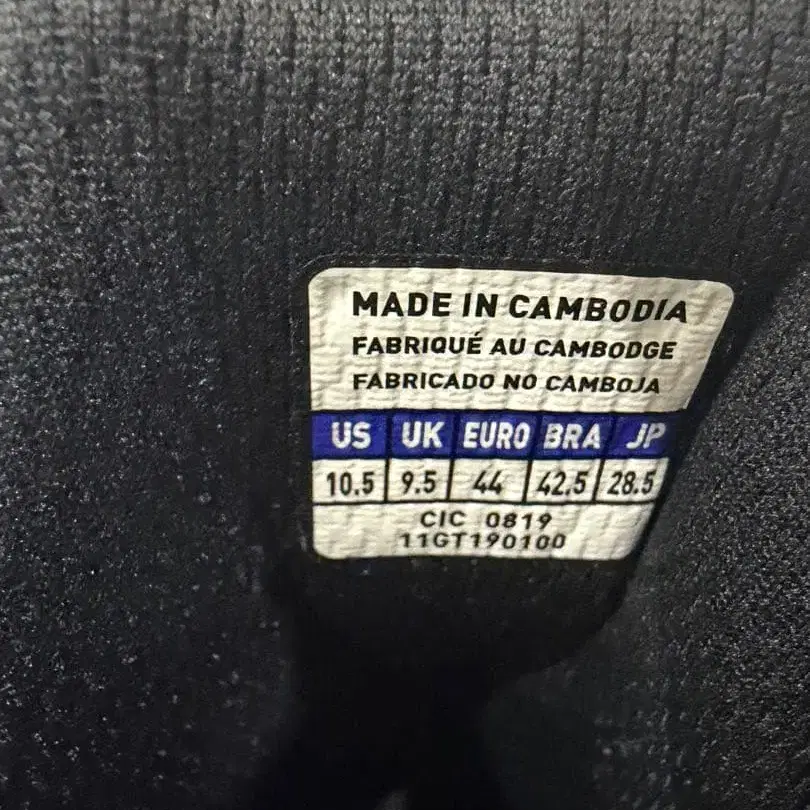 MADE IN CAMBODIA
FABRIQUÉ AU CAMBODGE
FABRICADO NO CAMBOJA
US UK EURO BRA JP
10.5 9.5 44 42.5 28.5
CIC 0819
11GT190100